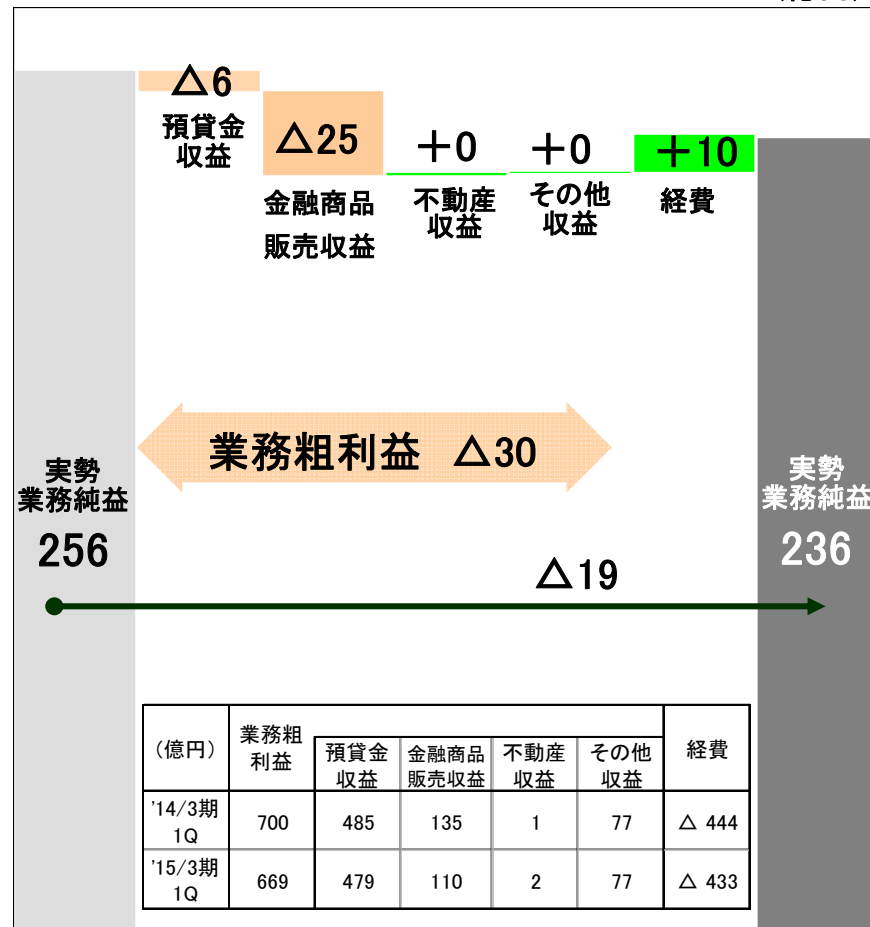 △6
預貸金
収益
△25
金融商品
販売収益
+0
不動産
収益
+0
その他
収益
+10
経費
業務粗利益 △30
実勢
業務純益
256
実勢
業務純益
236
△19
(億円) 業務粗利益 預貸金収益 金融商品販売収益 不動産収益 その他収益 経費
'14/3期 1Q 700 485 135 1 77 △ 444
'15/3期 1Q 669 479 110 2 77 △ 433